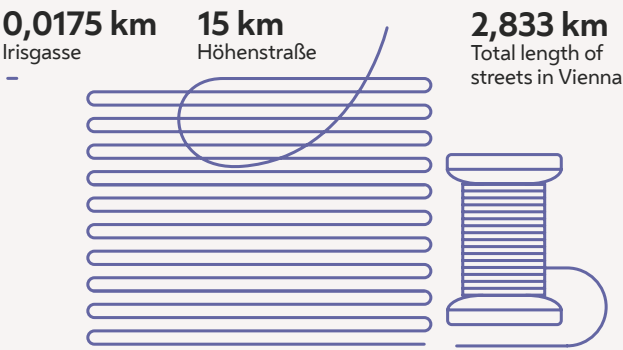 0,0175 km
Irisgasse
15 km
Höhenstraße
2,833 km
Total length of
streets in Vienna